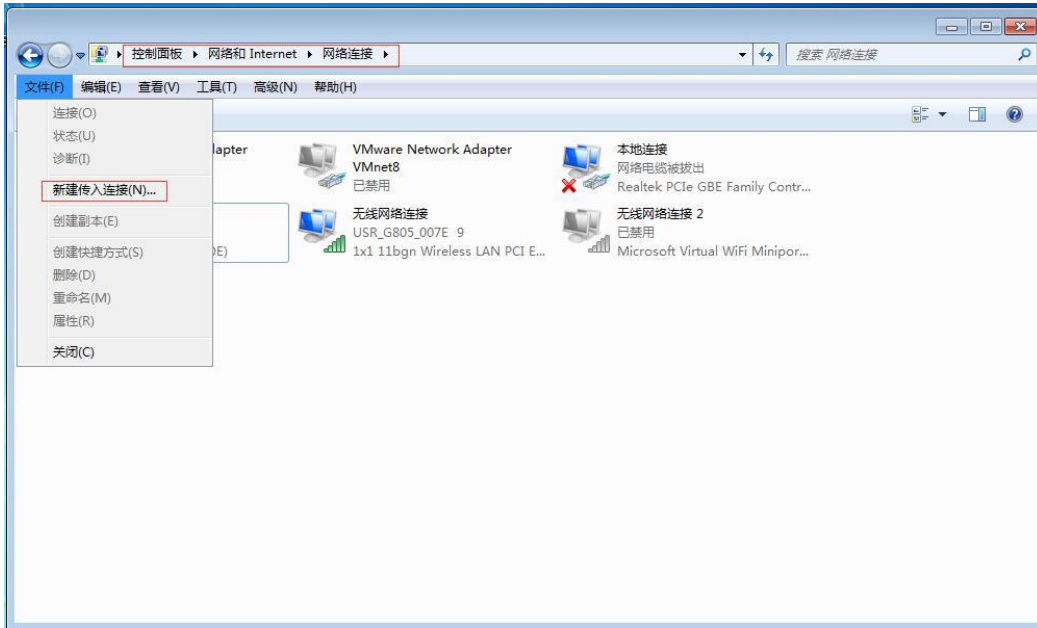 控制面板 ▸ 网络和 Internet ▸ 网络连接 ▸
搜索 网络连接
文件(F) 编辑(E) 查看(V) 工具(T) 高级(N) 帮助(H)
连接(O)
状态(U)
诊断(I)
新建传入连接(N)...
创建副本(E)
创建快捷方式(S)
删除(D)
重命名(M)
属性(R)
关闭(C)
lapter
DE)
VMware Network Adapter
VMnet8
已禁用
本地连接
网络电缆被拔出
Realtek PCIe GBE Family Contr...
无线网络连接
USR_G805_007E 9
1x1 11bgn Wireless LAN PCI E...
无线网络连接 2
已禁用
Microsoft Virtual WiFi Minipor...